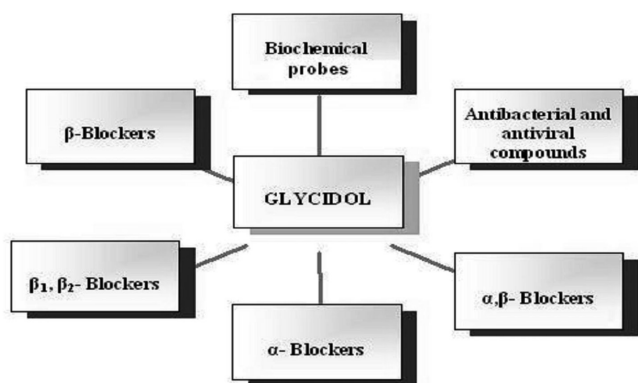 Biochemical
probes
β-Blockers
Antibacterial and
antiviral
compounds
GLYCIDOL
β₁, β₂- Blockers
α- Blockers
α,β- Blockers